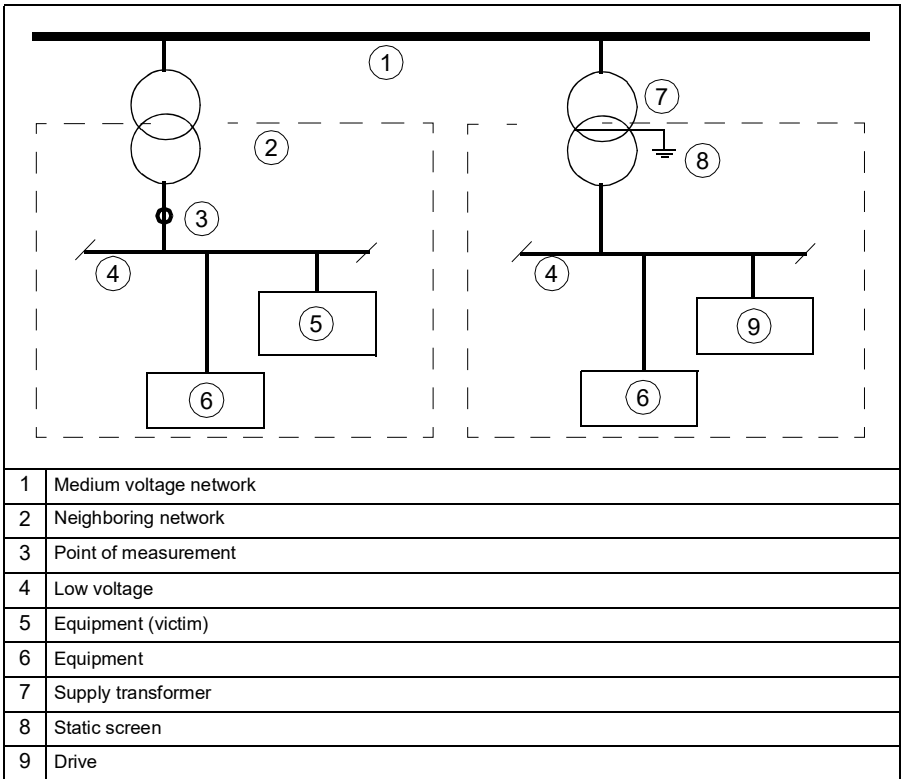 1
7
2
8
3
4
4
5
9
6
6
1 Medium voltage network
2 Neighboring network
3 Point of measurement
4 Low voltage
5 Equipment (victim)
6 Equipment
7 Supply transformer
8 Static screen
9 Drive